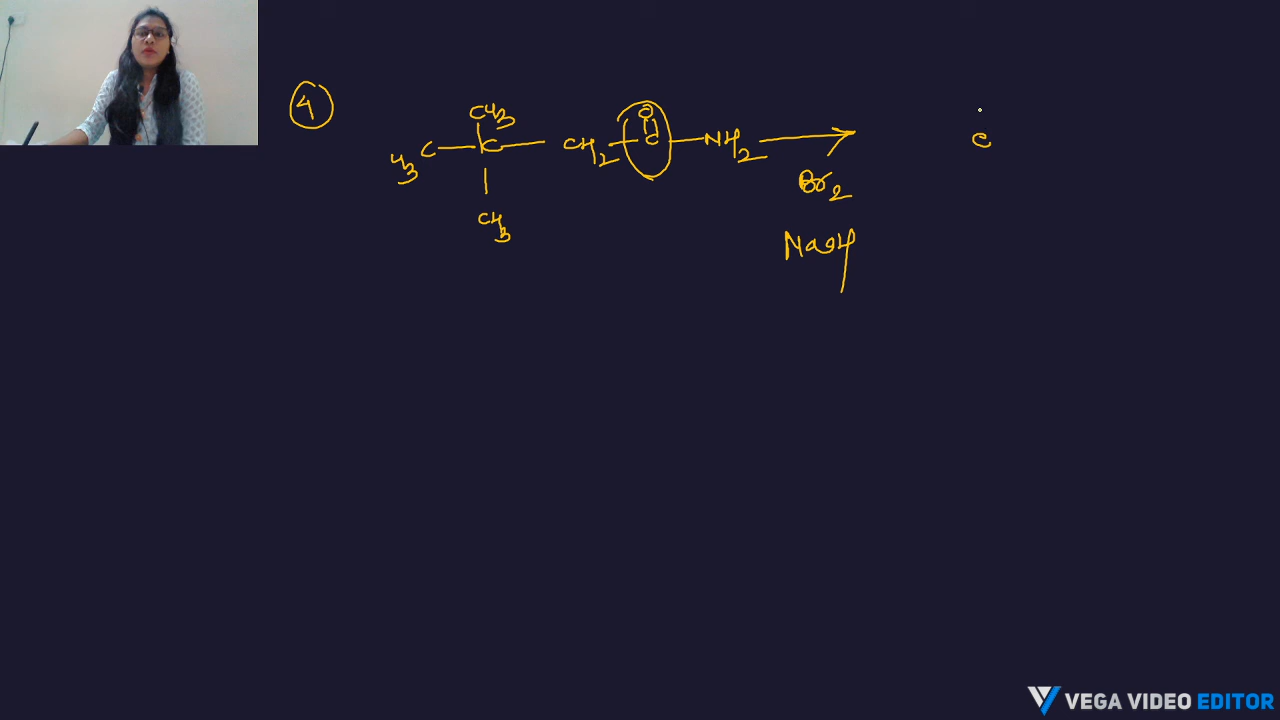 4
CH3
H3C—C—CH2—C—NH2 →
O
CH3
Br2
NaOH
C
VEGA VIDEO EDITOR